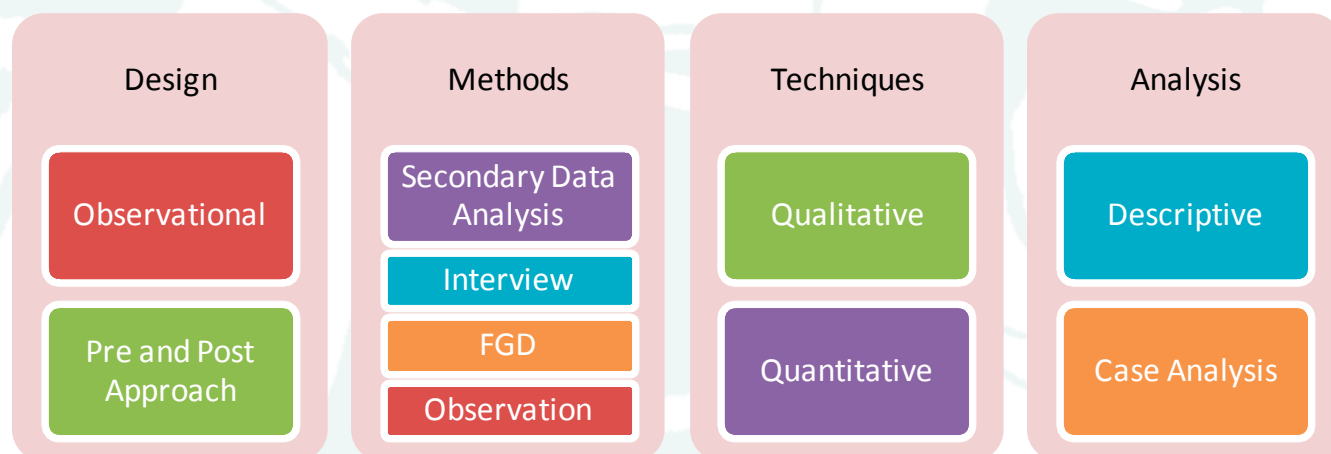 Design
Observational
Pre and Post
Approach
Methods
Secondary Data
Analysis
Interview
FGD
Observation
Techniques
Qualitative
Quantitative
Analysis
Descriptive
Case Analysis